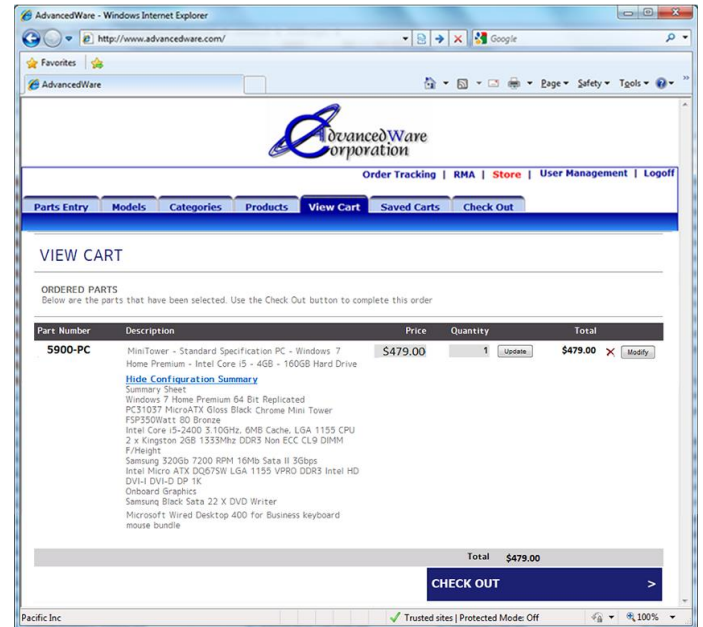 AdvancedWare - Windows Internet Explorer
http://www.advancedware.com/
Google
Favorites
AdvancedWare
Page Safety Tools
AdvancedWare
Corporation
Order Tracking | RMA | Store | User Management | Logoff
Parts Entry Models Categories Products View Cart Saved Carts Check Out
VIEW CART
ORDERED PARTS
Below are the parts that have been selected. Use the Check Out button to complete this order
Part Number Description Price Quantity Total
5900-PC MiniTower - Standard Specification PC - Windows 7 $479.00 1 Update $479.00 Modify
Home Premium - Intel Core i5 - 4GB - 160GB Hard Drive
Hide Configuration Summary
Summary Sheet
Windows 7 Home Premium 64 Bit Replicated
PC31037 MicroATX Gloss Black Chrome Mini Tower
FSP350Watt 80 Bronze
Intel Core i5-2400 3.10GHz, 6MB Cache, LGA 1155 CPU
2 x Kingston 2GB 1333Mhz DDR3 Non ECC CL9 DIMM
F/Height
Samsung 320Gb 7200 RPM 16Mb Sata II 3Gbps
Intel Micro ATX DQ67SW LGA 1155 VPRO DDR3 Intel HD
DVI-I DVI-D DP 1K
Onboard Graphics
Samsung Black Sata 22 X DVD Writer
Microsoft Wired Desktop 400 for Business keyboard
mouse bundle
Total $479.00
CHECK OUT >
Pacific Inc Trusted sites | Protected Mode: Off 100%